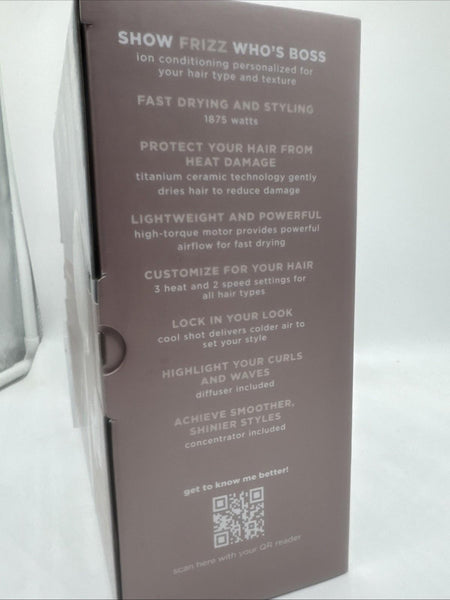 SHOW FRIZZ WHO'S BOSS
ion conditioning personalized for
your hair type and texture
FAST DRYING AND STYLING
1875 watts
PROTECT YOUR HAIR FROM
HEAT DAMAGE
titanium ceramic technology gently
dries hair to reduce damage
LIGHTWEIGHT AND POWERFUL
high-torque motor provides powerful
airflow for fast drying
CUSTOMIZE FOR YOUR HAIR
3 heat and 2 speed settings for
all hair types
LOCK IN YOUR LOOK
cool shot delivers colder air to
set your style
HIGHLIGHT YOUR CURLS
AND WAVES
diffuser included
ACHIEVE SMOOTHER,
SHINIER STYLES
concentrator included
get to know me better!
scan here with your QR reader